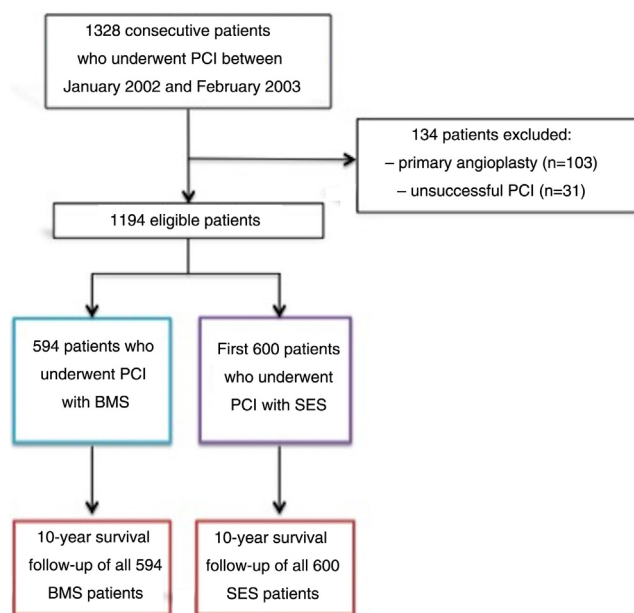 1328 consecutive patients
who underwent PCI between
January 2002 and February 2003
134 patients excluded:
– primary angioplasty (n=103)
– unsuccessful PCI (n=31)
1194 eligible patients
594 patients who
underwent PCI
with BMS
First 600 patients
who underwent
PCI with SES
10-year survival
follow-up of all 594
BMS patients
10-year survival
follow-up of all 600
SES patients